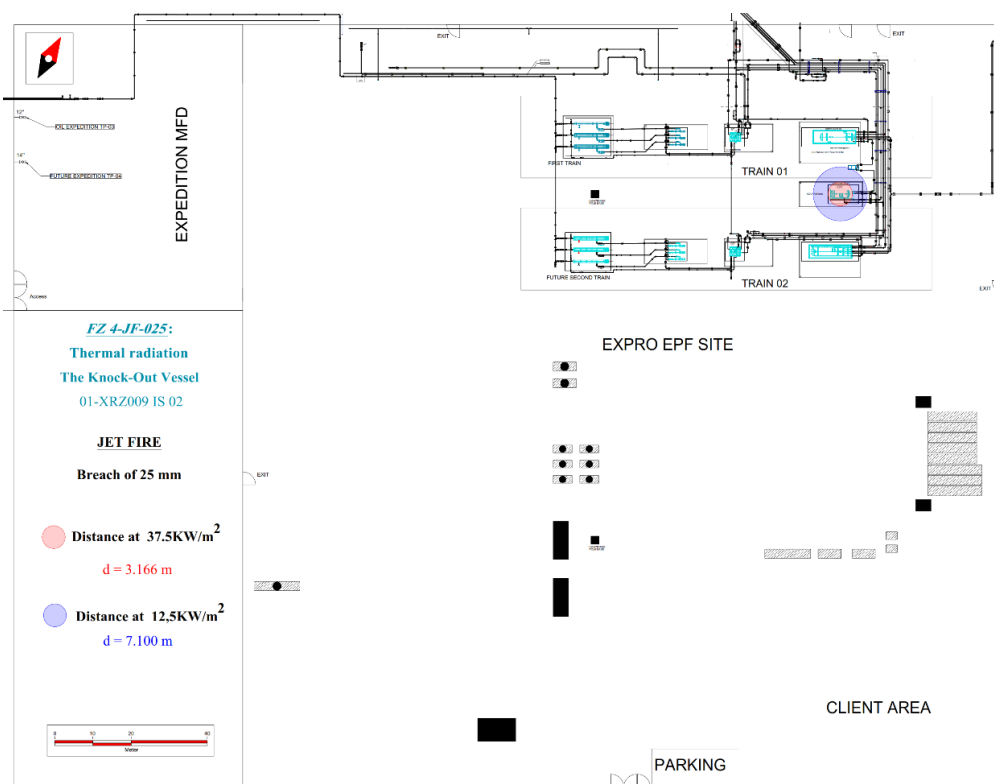 EXIT
EXIT
12"
OIL EXPEDITION TP-03
14"
FUTURE EXPEDITION TP-04
EXPEDITION MFD
FIRST TRAIN
TRAIN 01
FUTURE SECOND TRAIN
TRAIN 02
EXIT
Access
FZ 4-JF-025:
Thermal radiation
The Knock-Out Vessel
01-XRZ009 IS 02
EXPRO EPF SITE
JET FIRE
Breach of 25 mm
EXIT
Distance at 37.5KW/m2
d = 3.166 m
Distance at 12,5KW/m2
d = 7.100 m
CLIENT AREA
0 10 20 40
Meter
PARKING